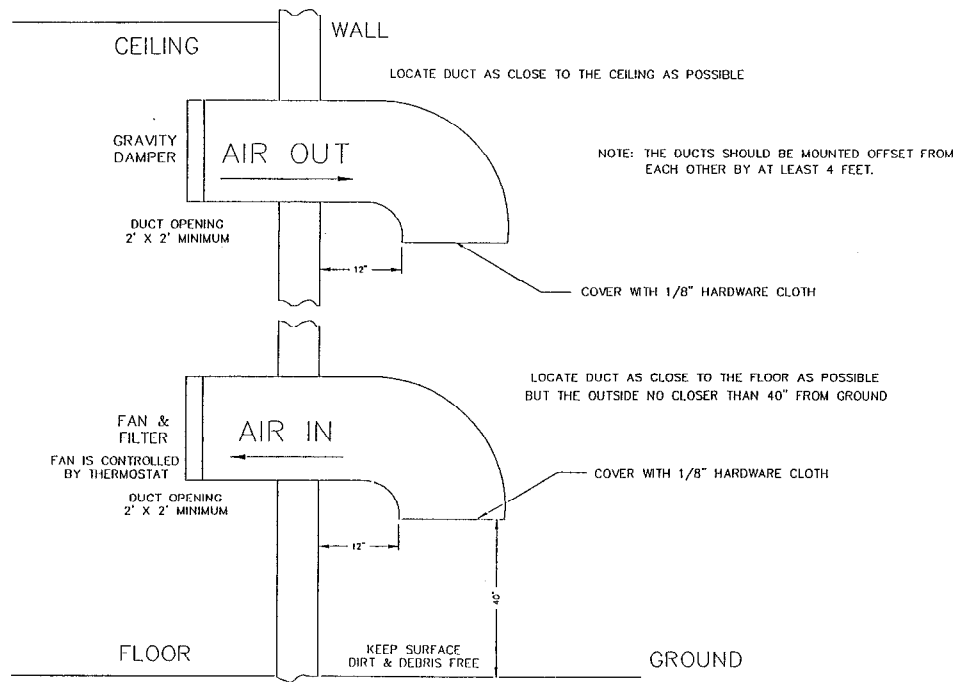 CEILING
WALL
LOCATE DUCT AS CLOSE TO THE CEILING AS POSSIBLE
GRAVITY
DAMPER
AIR OUT
NOTE: THE DUCTS SHOULD BE MOUNTED OFFSET FROM
EACH OTHER BY AT LEAST 4 FEET.
DUCT OPENING
2' X 2' MINIMUM
12"
COVER WITH 1/8" HARDWARE CLOTH
LOCATE DUCT AS CLOSE TO THE FLOOR AS POSSIBLE
BUT THE OUTSIDE NO CLOSER THAN 40" FROM GROUND
FAN &
FILTER
AIR IN
FAN IS CONTROLLED
BY THERMOSTAT
COVER WITH 1/8" HARDWARE CLOTH
DUCT OPENING
2' X 2' MINIMUM
12"
40"
FLOOR
KEEP SURFACE
DIRT & DEBRIS FREE
GROUND